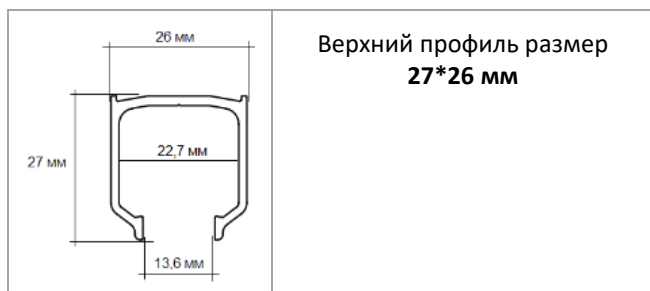 26 мм
27 мм
22,7 мм
13,6 мм
Верхний профиль размер
27*26 мм